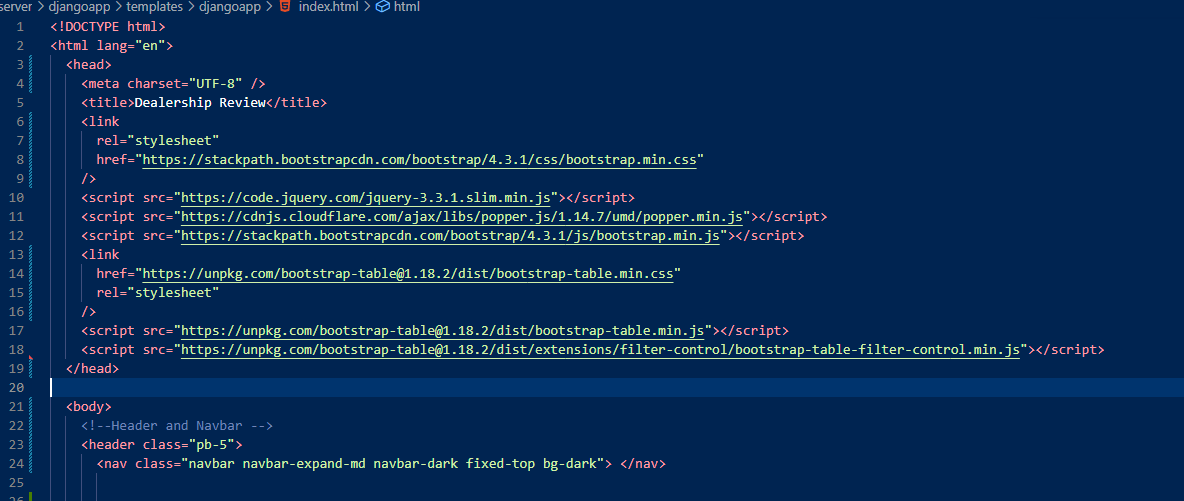 server > djangoapp > templates > djangoapp > index.html > html
1 <!DOCTYPE html>
2 <html lang="en">
3 <head>
4 <meta charset="UTF-8" />
5 <title>Dealership Review</title>
6 <link
7 rel="stylesheet"
8 href="https://stackpath.bootstrapcdn.com/bootstrap/4.3.1/css/bootstrap.min.css"
9 />
10 <script src="https://code.jquery.com/jquery-3.3.1.slim.min.js"></script>
11 <script src="https://cdnjs.cloudflare.com/ajax/libs/popper.js/1.14.7/umd/popper.min.js"></script>
12 <script src="https://stackpath.bootstrapcdn.com/bootstrap/4.3.1/js/bootstrap.min.js"></script>
13 <link
14 href="https://unpkg.com/bootstrap-table@1.18.2/dist/bootstrap-table.min.css"
15 rel="stylesheet"
16 />
17 <script src="https://unpkg.com/bootstrap-table@1.18.2/dist/bootstrap-table.min.js"></script>
18 <script src="https://unpkg.com/bootstrap-table@1.18.2/dist/extensions/filter-control/bootstrap-table-filter-control.min.js"></script>
19 </head>
20
21 <body>
22 <!--Header and Navbar -->
23 <header class="pb-5">
24 <nav class="navbar navbar-expand-md navbar-dark fixed-top bg-dark"> </nav>
25
26